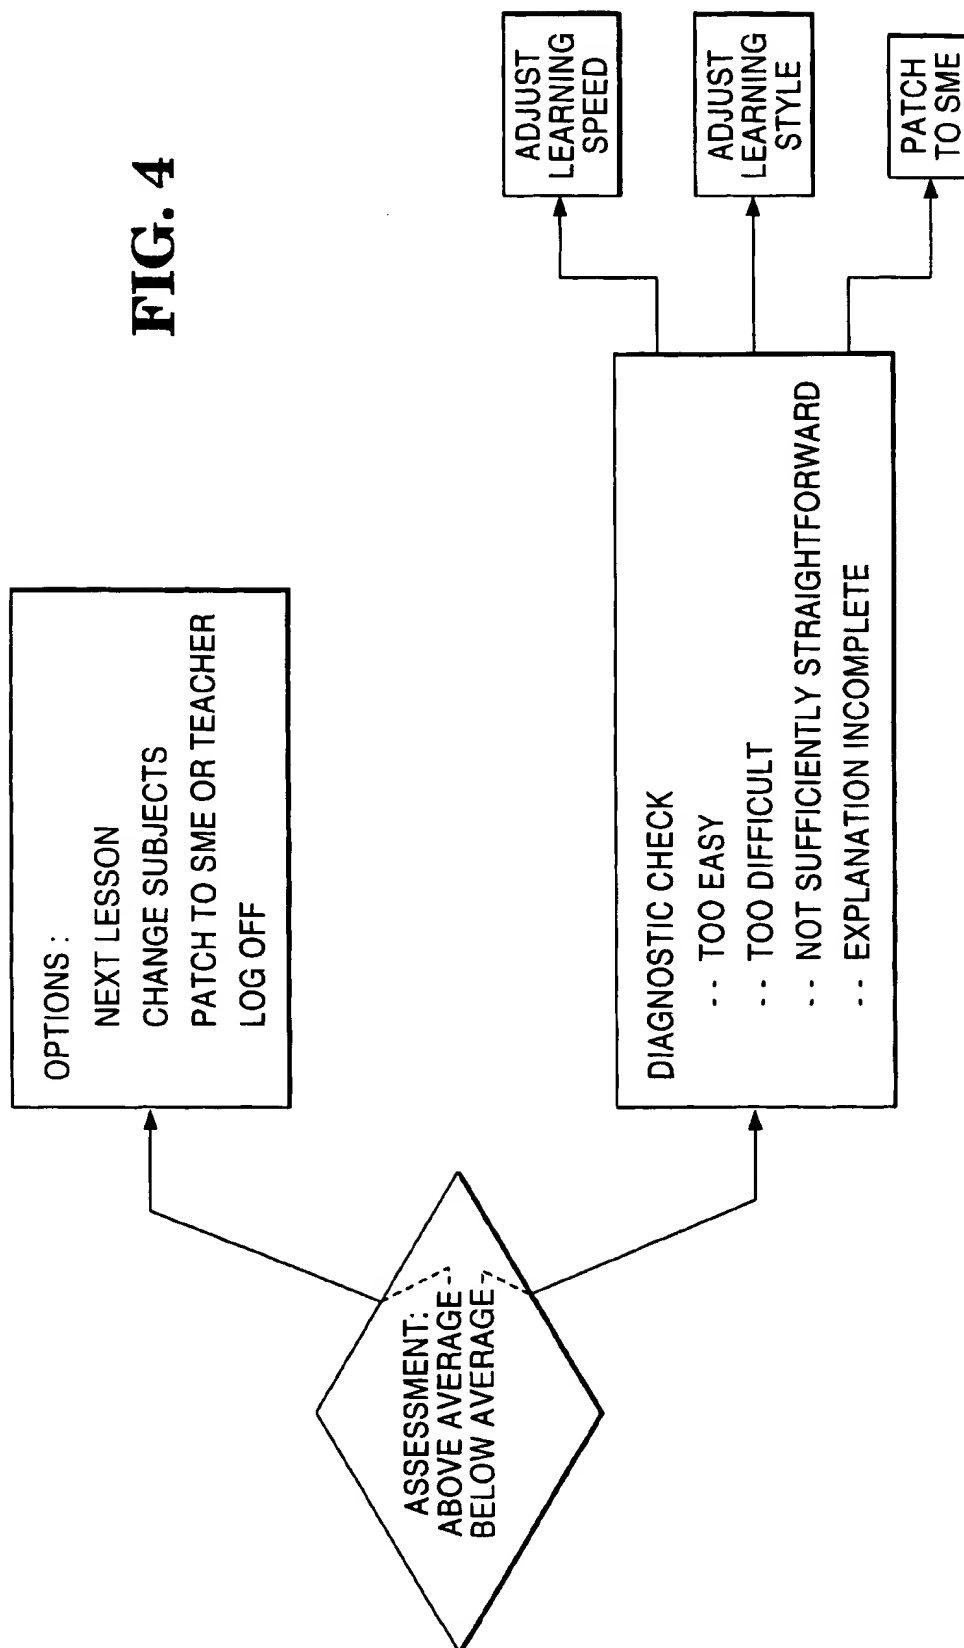 FIG. 4
OPTIONS :
NEXT LESSON
CHANGE SUBJECTS
PATCH TO SME OR TEACHER
LOG OFF
ASSESSMENT:
ABOVE AVERAGE
BELOW AVERAGE
DIAGNOSTIC CHECK
-- TOO EASY
-- TOO DIFFICULT
-- NOT SUFFICIENTLY STRAIGHTFORWARD
-- EXPLANATION INCOMPLETE
ADJUST
LEARNING
SPEED
ADJUST
LEARNING
STYLE
PATCH
TO SME